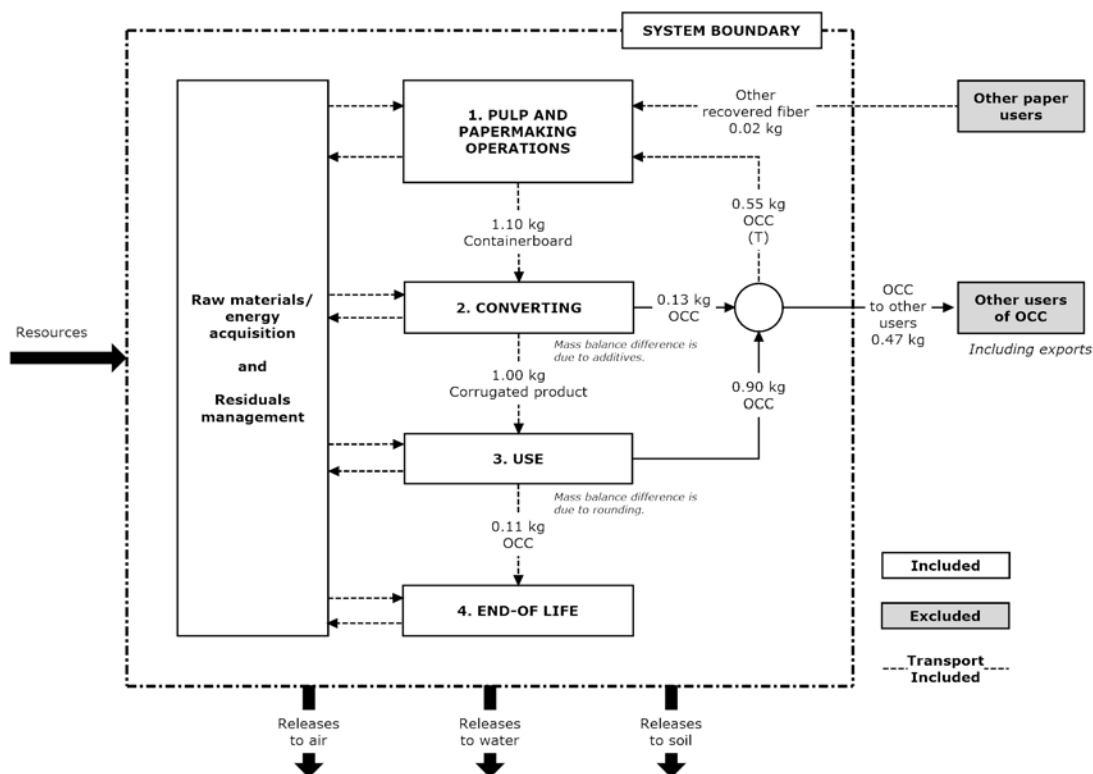 SYSTEM BOUNDARY
1. PULP AND
PAPERMAKING
OPERATIONS
Other
recovered fiber
0.02 kg
Other paper
users
0.55 kg
OCC
(T)
1.10 kg
Containerboard
Raw materials/
energy
acquisition
and
Residuals
management
Resources
2. CONVERTING
0.13 kg
OCC
OCC
to other
users
0.47 kg
Other users
of OCC
Including exports
Mass balance difference is
due to additives.
1.00 kg
Corrugated product
0.90 kg
OCC
3. USE
Mass balance difference is
due to rounding.
0.11 kg
OCC
4. END-OF LIFE
Included
Excluded
Transport
Included
Releases
to air
Releases
to water
Releases
to soil